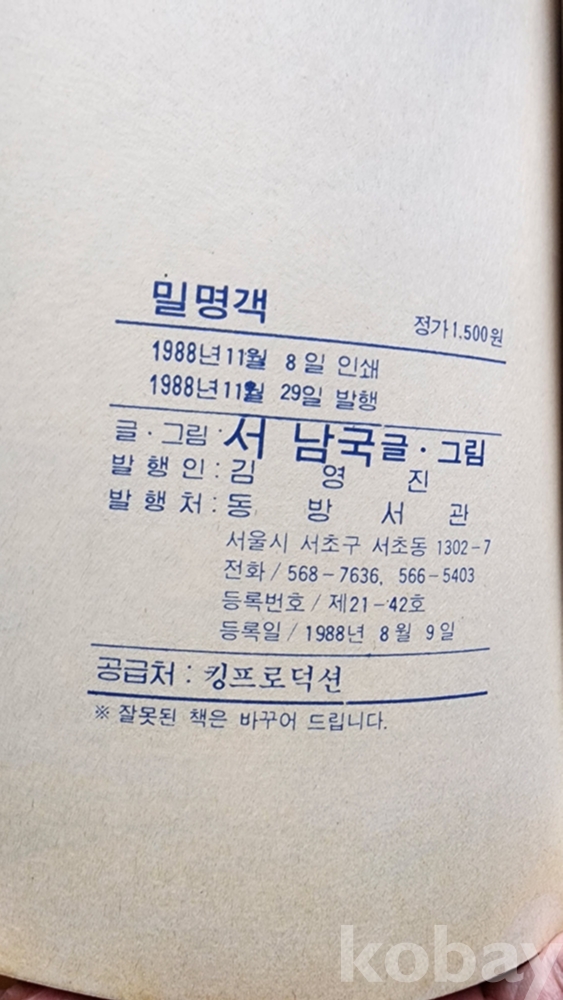 밀명객
정가 1.500원
1988년 11월 8일 인쇄
1988년 11월 29일 발행
글·그림 : 서 남국 글·그림
발 행 인 : 김 영 진
발 행 처 : 동 방 서 관
서울시 서초구 서초동 1302-7
전화 / 568-7636, 566-5403
등록번호 / 제21-42호
등록일 / 1988년 8월 9일
공급처 : 킹프로덕션
※ 잘못된 책은 바꾸어 드립니다.
kobay